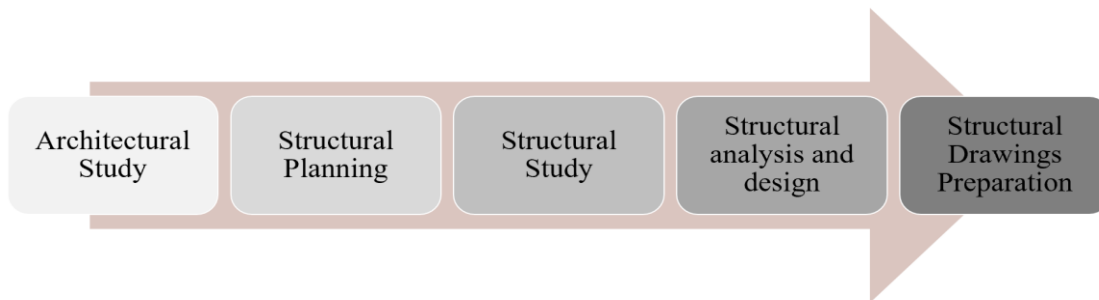 Architectural
Study
Structural
Planning
Structural
Study
Structural
analysis and
design
Structural
Drawings
Preparation